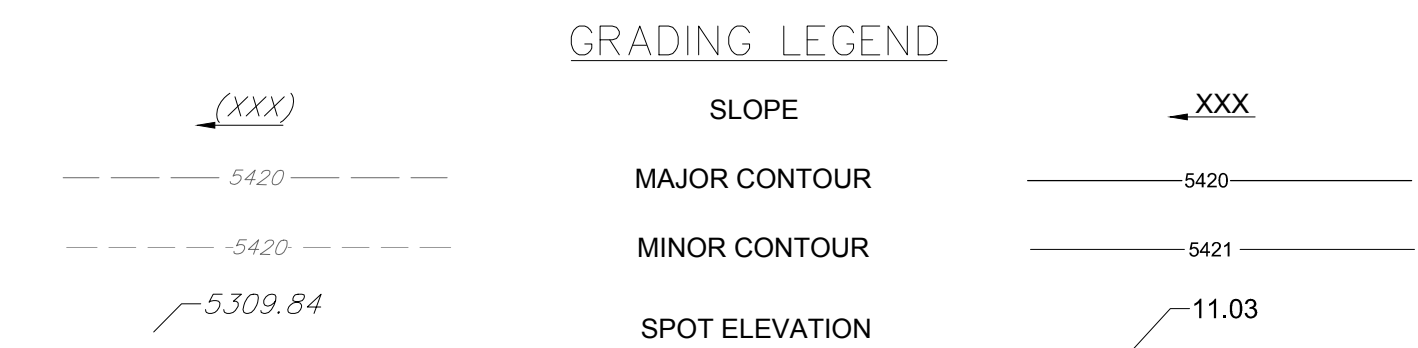 GRADING LEGEND
(XXX) SLOPE XXX
5420 MAJOR CONTOUR 5420
5420 MINOR CONTOUR 5421
5309.84 SPOT ELEVATION 11.03